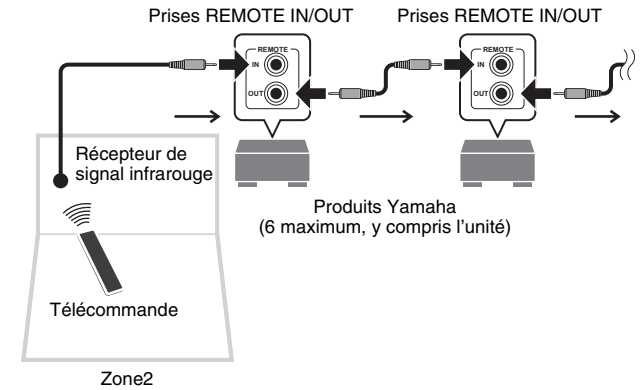 Prises REMOTE IN/OUT
Prises REMOTE IN/OUT
REMOTE
IN
OUT
REMOTE
IN
OUT
Récepteur de
signal infrarouge
Produits Yamaha
(6 maximum, y compris l’unité)
Télécommande
Zone2